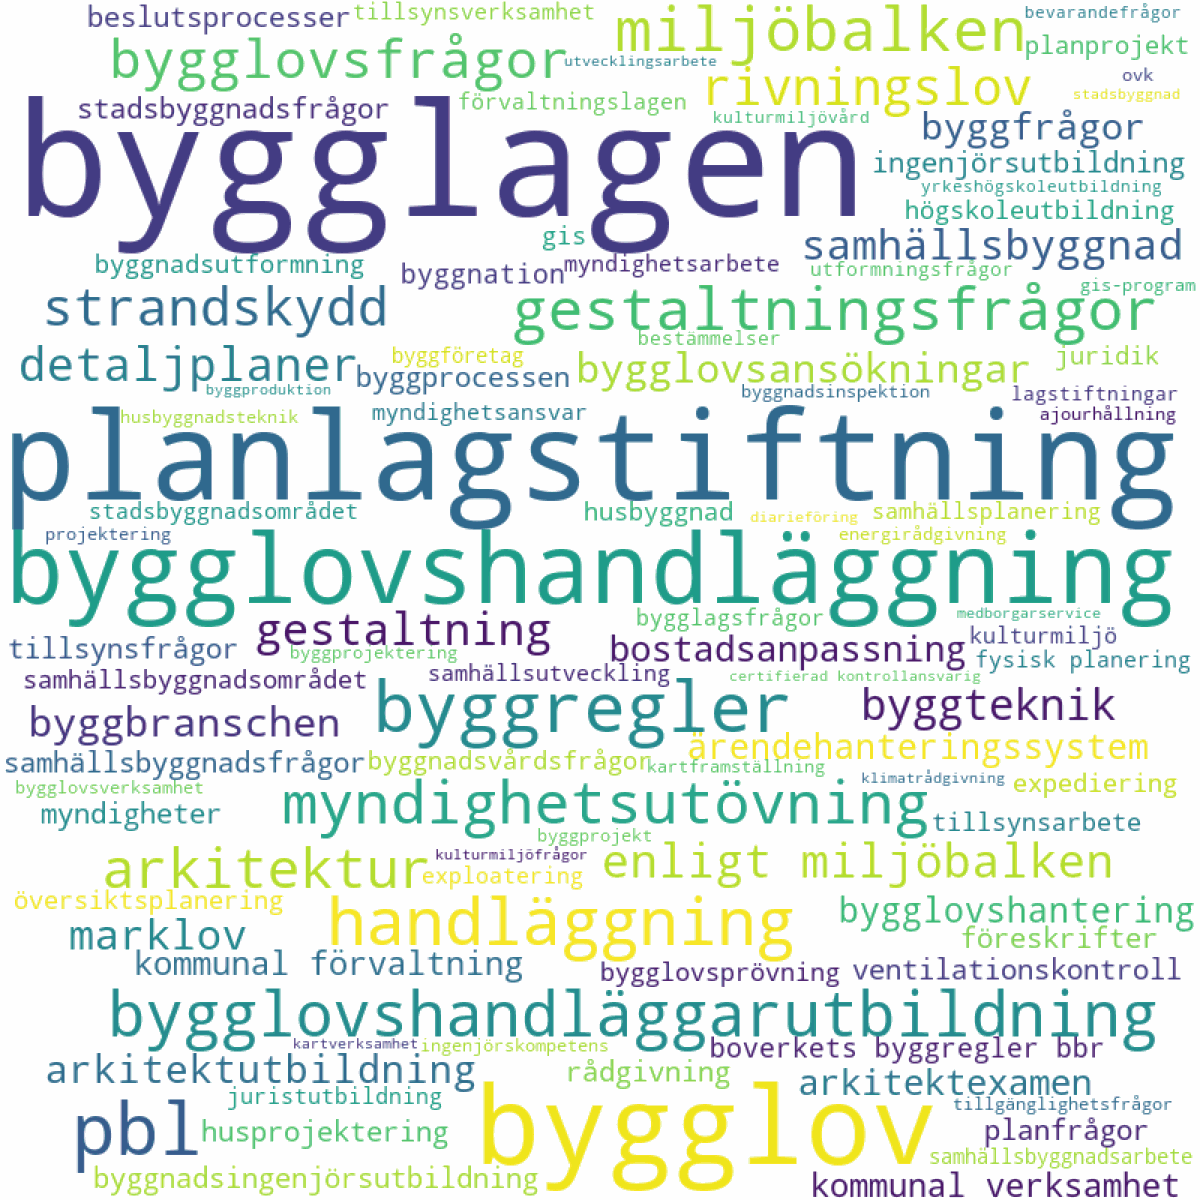 beslutsprocesser tillsynsverksamhet miljöbalken bevarandefrågor
bygglovsfrågor utvecklingsarbete planprojekt
rivningslov ovk
stadsbyggnadsfrågor förvaltningslagen stadsbyggnad
bygglagen kulturmiljövård byggfrågor
ingenjörsutbildning
yrkeshögskoleutbildning
högskoleutbildning
gis samhällsbyggnad
byggnadsutformning byggnation myndighetsarbete utformningsfrågor
gis-program
strandskydd gestaltningsfrågor
bestämmelser
detaljplaner byggföretag bygglovsansökningar juridik
byggprocessen
byggproduktion byggnadsinspektion lagstiftningar
husbyggnadsteknik myndighetsansvar ajourhållning
planlagstiftning
stadsbyggnadsområdet husbyggnad diarieföring samhällsplanering
projektering energirådgivning
bygglovshandläggning
gestaltning bygglagsfrågor medborgarservice
tillsynsfrågor byggprojektering bostadsanpassning kulturmiljö
fysisk planering
samhällsbyggnadsområdet samhällsutveckling certifierad kontrollansvarig
byggbranschen byggregler byggteknik
ärendehanteringssystem
samhällsbyggnadsfrågor byggnadsvårdsfrågor kartframställning
bygglovsverksamhet klimatrådgivning expediering
myndigheter myndighetsutövning tillsynsarbete
byggprojekt
arkitektur kulturmiljöfrågor enligt miljöbalken
exploatering
översiktsplanering handläggning bygglovshantering
marklov föreskrifter
kommunal förvaltning bygglovsprövning ventilationskontroll
bygglovshandläggarutbildning
kartverksamhet ingenjörskompetens boverkets byggregler bbr
arkitektutbildning rådgivning arkitektexamen
juristutbildning tillgänglighetsfrågor
pbl husprojektering bygglov planfrågor
samhällsbyggnadsarbete
byggnadsingenjörsutbildning kommunal verksamhet